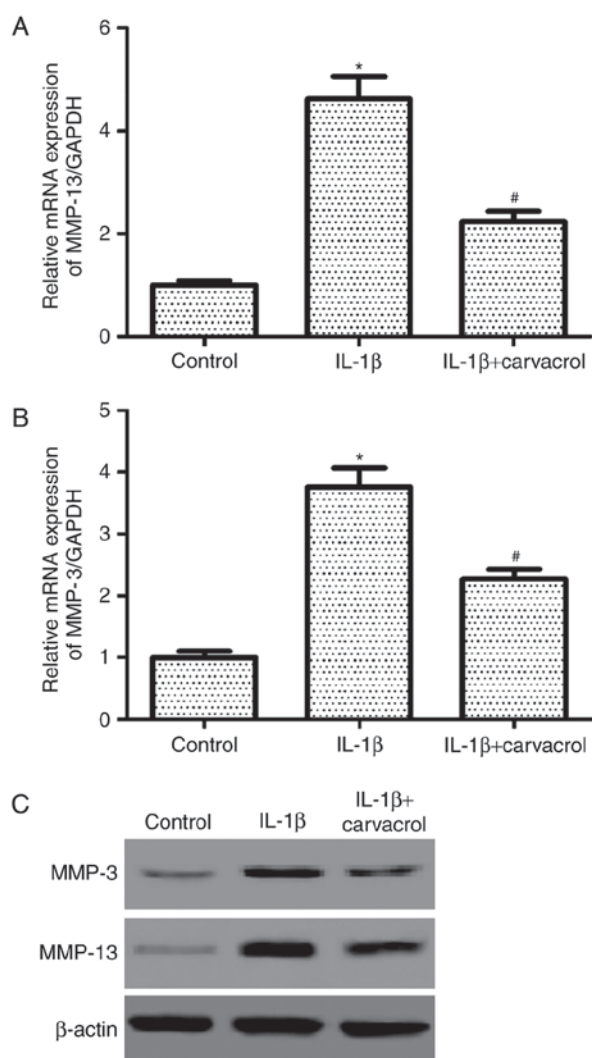 A
Relative mRNA expression
of MMP-13/GAPDH
6
4
2
0
*
#
Control
IL-1β
IL-1β+carvacrol
B
Relative mRNA expression
of MMP-3/GAPDH
5
4
3
2
1
0
*
#
Control
IL-1β
IL-1β+carvacrol
C
Control
IL-1β
IL-1β+
carvacrol
MMP-3
MMP-13
β-actin